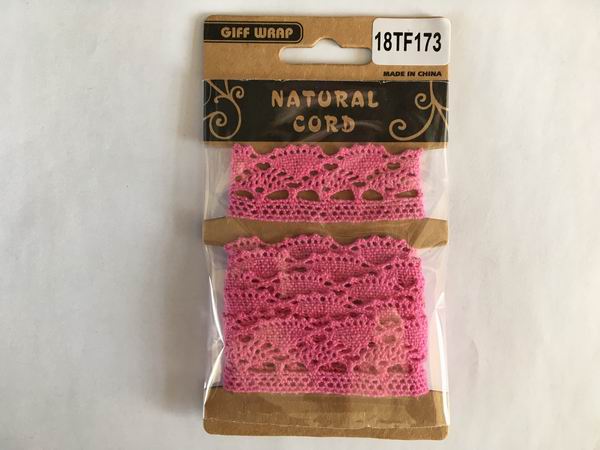 GIFF WRAP
18TF173
MADE IN CHINA
NATURAL
CORD